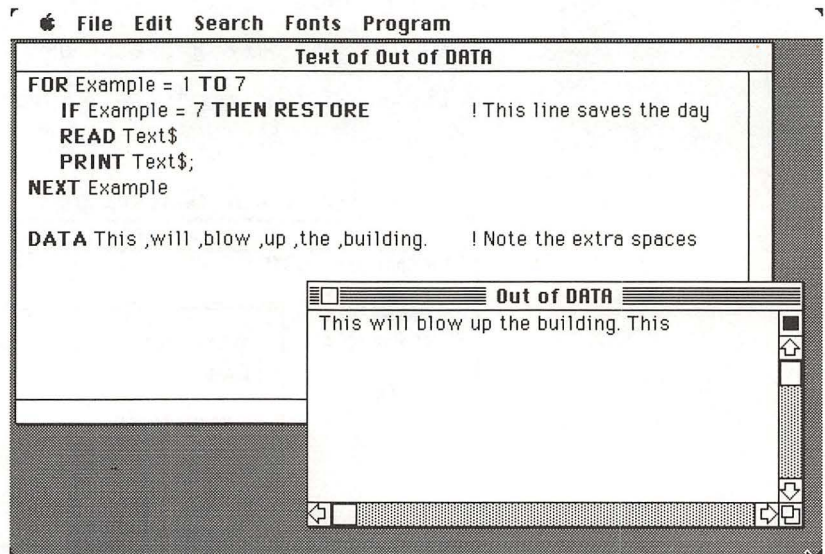 File Edit Search Fonts Program
Text of Out of DATA
FOR Example = 1 TO 7
IF Example = 7 THEN RESTORE ! This line saves the day
READ Text$
PRINT Text$;
NEXT Example
DATA This ,will ,blow ,up ,the ,building. ! Note the extra spaces
Out of DATA
This will blow up the building. This